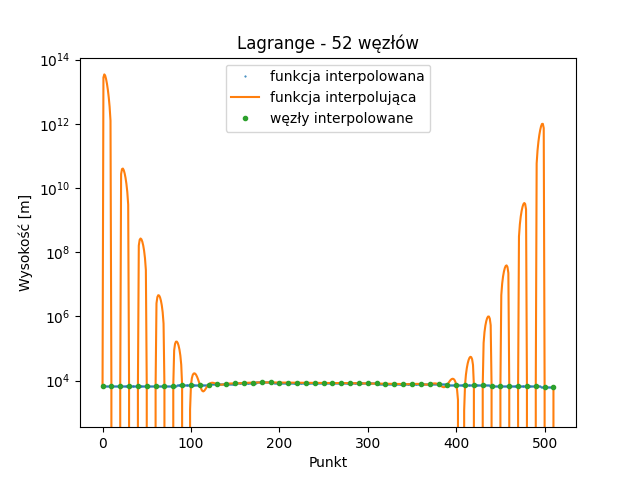 Lagrange - 52 węzłów
funkcja interpolowana
funkcja interpolująca
węzły interpolowane
Wysokość [m]
10^14
10^12
10^10
10^8
10^6
10^4
0 100 200 300 400 500
Punkt